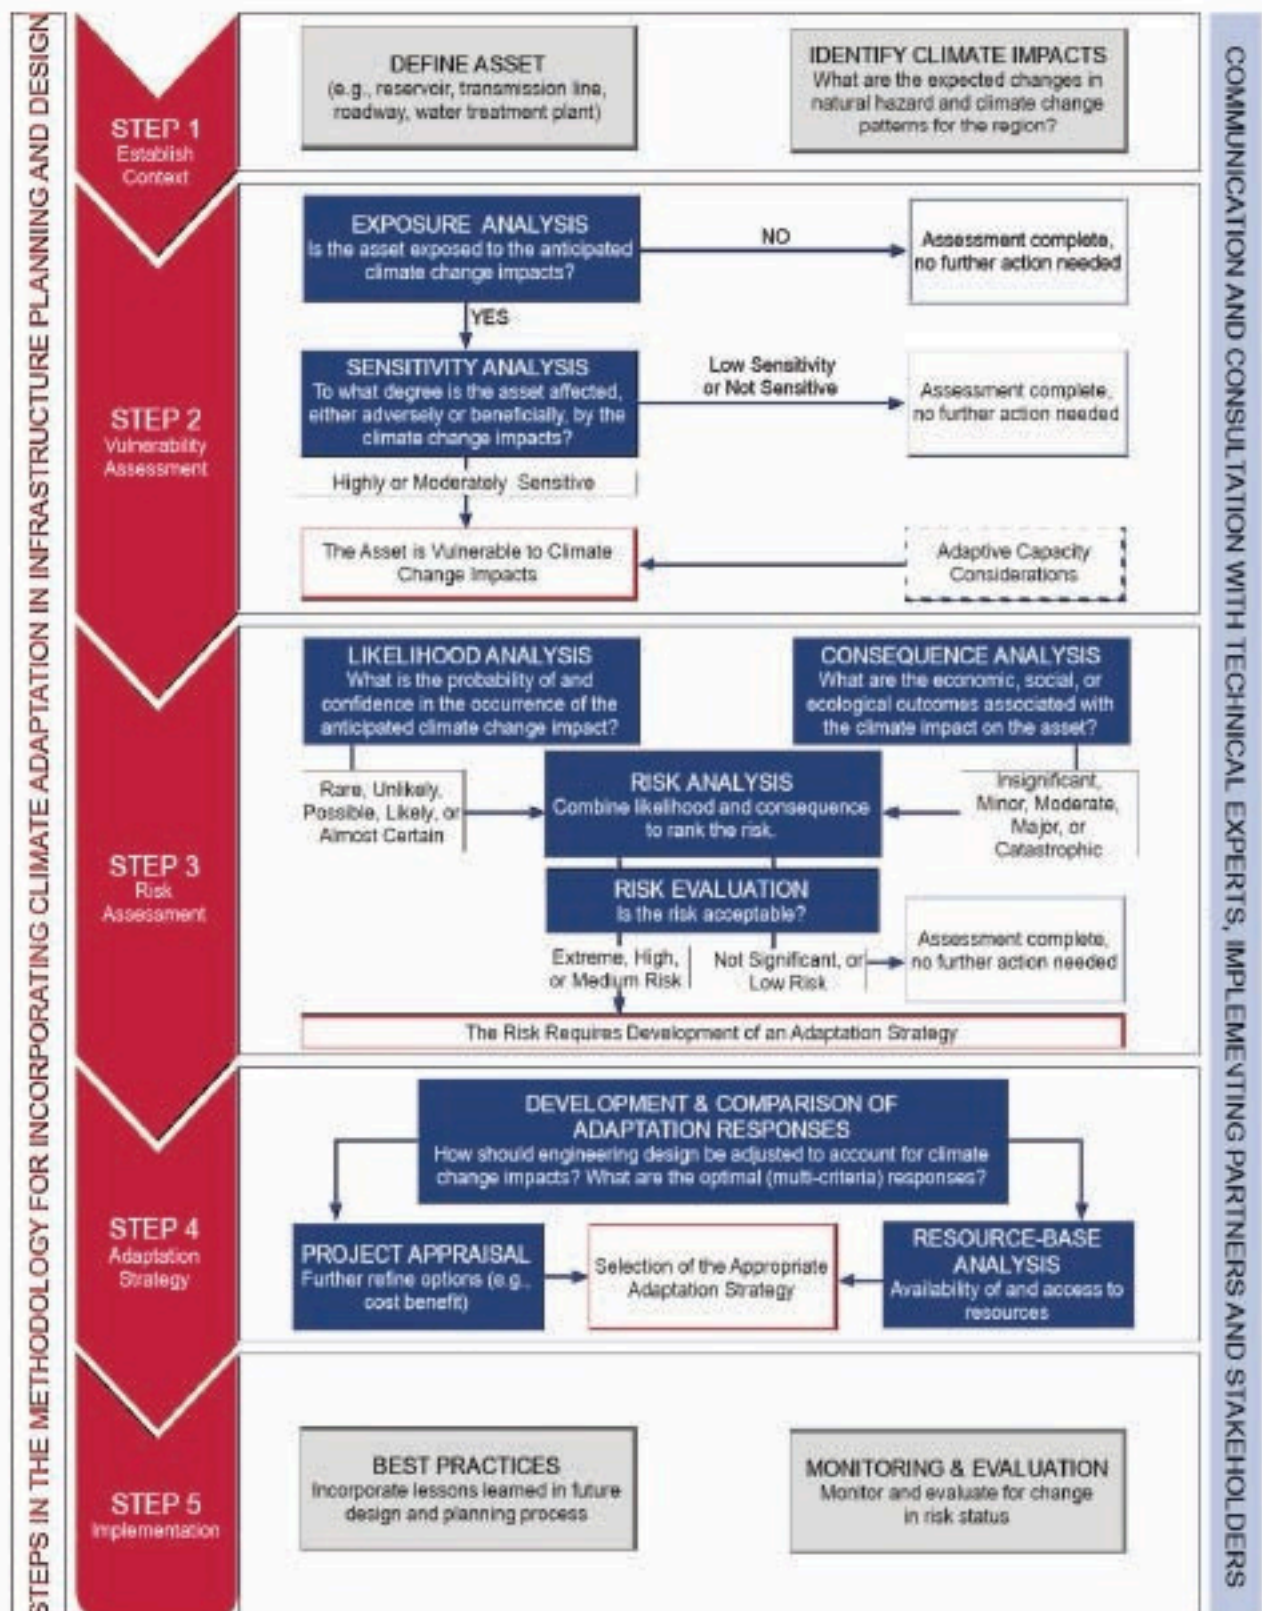 STEPS IN THE METHODOLOGY FOR INCORPORATING CLIMATE ADAPTATION IN INFRASTRUCTURE PLANNING AND DESIGN
STEP 1
Establish
Context
DEFINE ASSET
(e.g., reservoir, transmission line,
roadway, water treatment plant)
IDENTIFY CLIMATE IMPACTS
What are the expected changes in
natural hazard and climate change
patterns for the region?
STEP 2
Vulnerability
Assessment
EXPOSURE ANALYSIS
Is the asset exposed to the anticipated
climate change impacts?
NO
Assessment complete,
no further action needed
YES
SENSITIVITY ANALYSIS
To what degree is the asset affected,
either adversely or beneficially, by the
climate change impacts?
Low Sensitivity
or Not Sensitive
Assessment complete,
no further action needed
Highly or Moderately Sensitive
The Asset is Vulnerable to Climate
Change Impacts
Adaptive Capacity
Considerations
STEP 3
Risk
Assessment
LIKELIHOOD ANALYSIS
What is the probability of and
confidence in the occurrence of the
anticipated climate change impact?
CONSEQUENCE ANALYSIS
What are the economic, social, or
ecological outcomes associated with
the climate impact on the asset?
Rare, Unlikely,
Possible, Likely, or
Almost Certain
RISK ANALYSIS
Combine likelihood and consequence
to rank the risk.
Insignificant,
Minor, Moderate,
Major, or
Catastrophic
RISK EVALUATION
Is the risk acceptable?
Extreme, High,
or Medium Risk
Not Significant, or
Low Risk
Assessment complete,
no further action needed
The Risk Requires Development of an Adaptation Strategy
STEP 4
Adaptation
Strategy
DEVELOPMENT & COMPARISON OF
ADAPTATION RESPONSES
How should engineering design be adjusted to account for climate
change impacts? What are the optimal (multi-criteria) responses?
PROJECT APPRAISAL
Further refine options (e.g.,
cost benefit)
Selection of the Appropriate
Adaptation Strategy
RESOURCE-BASE
ANALYSIS
Availability of and access to
resources
STEP 5
Implementation
BEST PRACTICES
Incorporate lessons learned in future
design and planning process
MONITORING & EVALUATION
Monitor and evaluate for change
in risk status
COMMUNICATION AND CONSULTATION WITH TECHNICAL EXPERTS, IMPLEMENTING PARTNERS AND STAKEHOLDERS